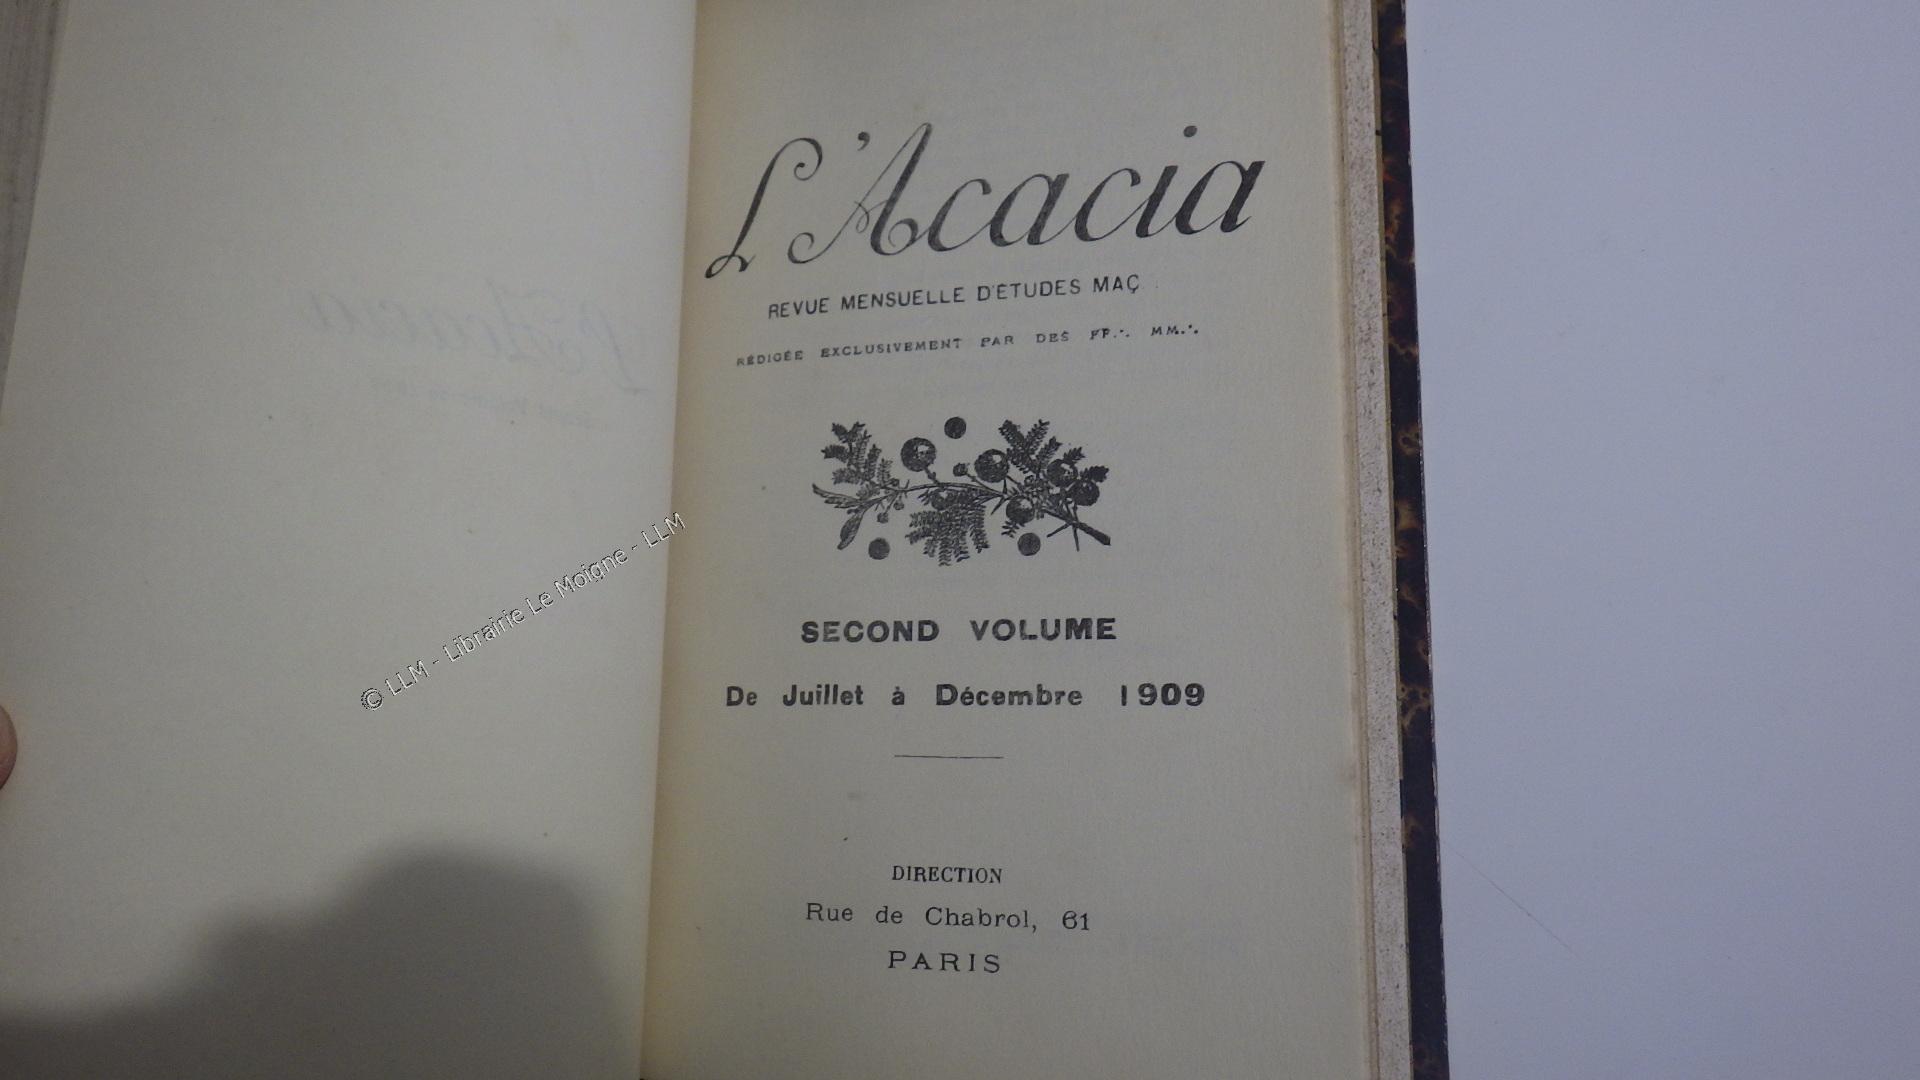 L'Acacia
REVUE MENSUELLE D'ÉTUDES MAÇ
RÉDIGÉE EXCLUSIVEMENT PAR DES FF∴ MM∴
SECOND VOLUME
De Juillet à Décembre 1909
DIRECTION
Rue de Chabrol, 61
PARIS
© LLM - Librairie Le Moigne - LLM